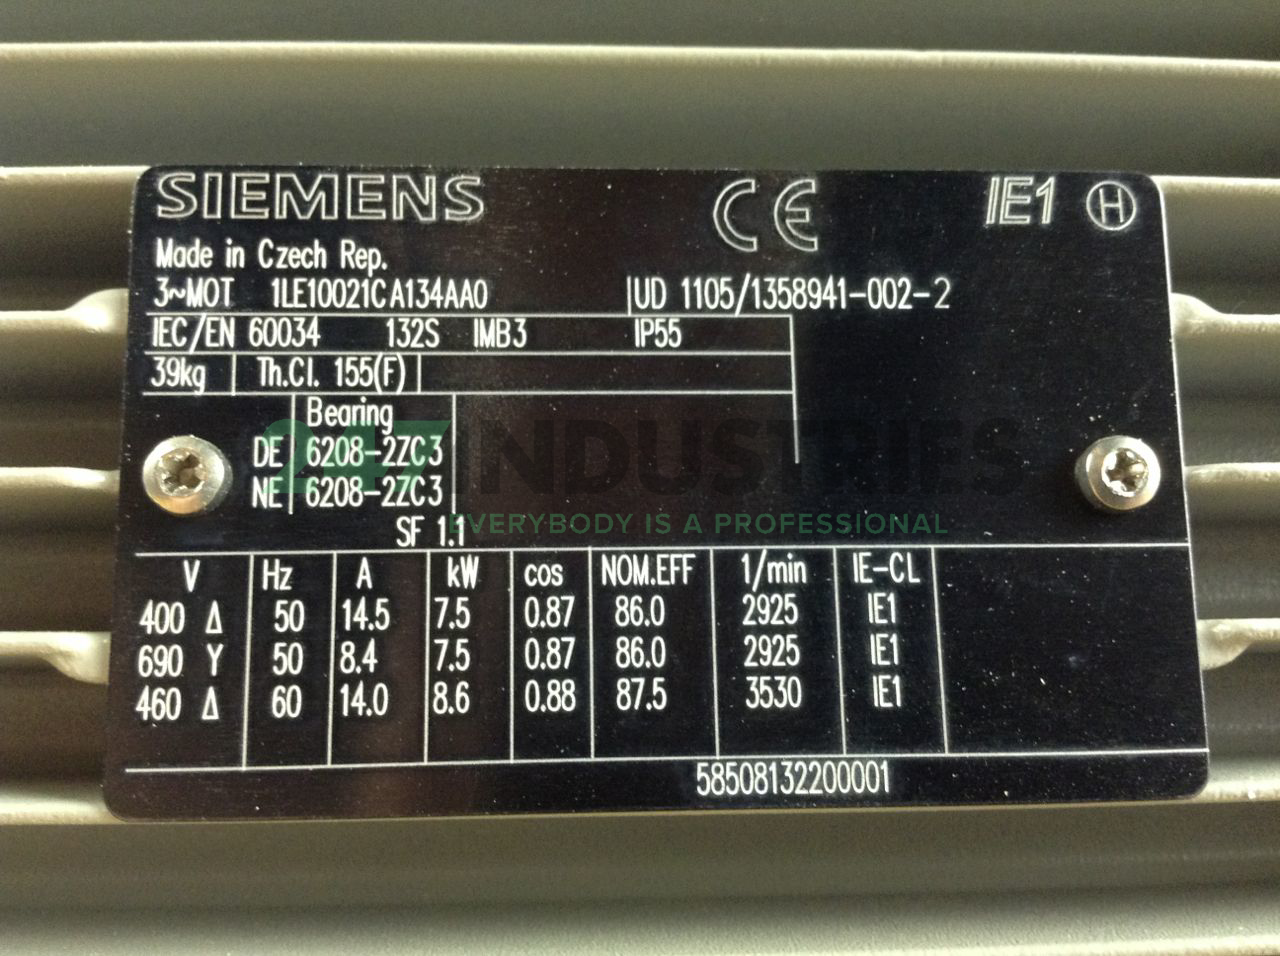 SIEMENS CE IE1 H
Made in Czech Rep.
3~MOT 1LE10021CA134AA0 UD 1105/1358941-002-2
IEC/EN 60034 132S IMB3 IP55
39kg Th.Cl. 155(F)
Bearing
DE 6208-2ZC3
NE 6208-2ZC3
247 INDUSTRIES
EVERYBODY IS A PROFESSIONAL
SF 1.1
V Hz A kW cos NOM.EFF 1/min IE-CL
400 Δ 50 14.5 7.5 0.87 86.0 2925 IE1
690 Y 50 8.4 7.5 0.87 86.0 2925 IE1
460 Δ 60 14.0 8.6 0.88 87.5 3530 IE1
58508132200001